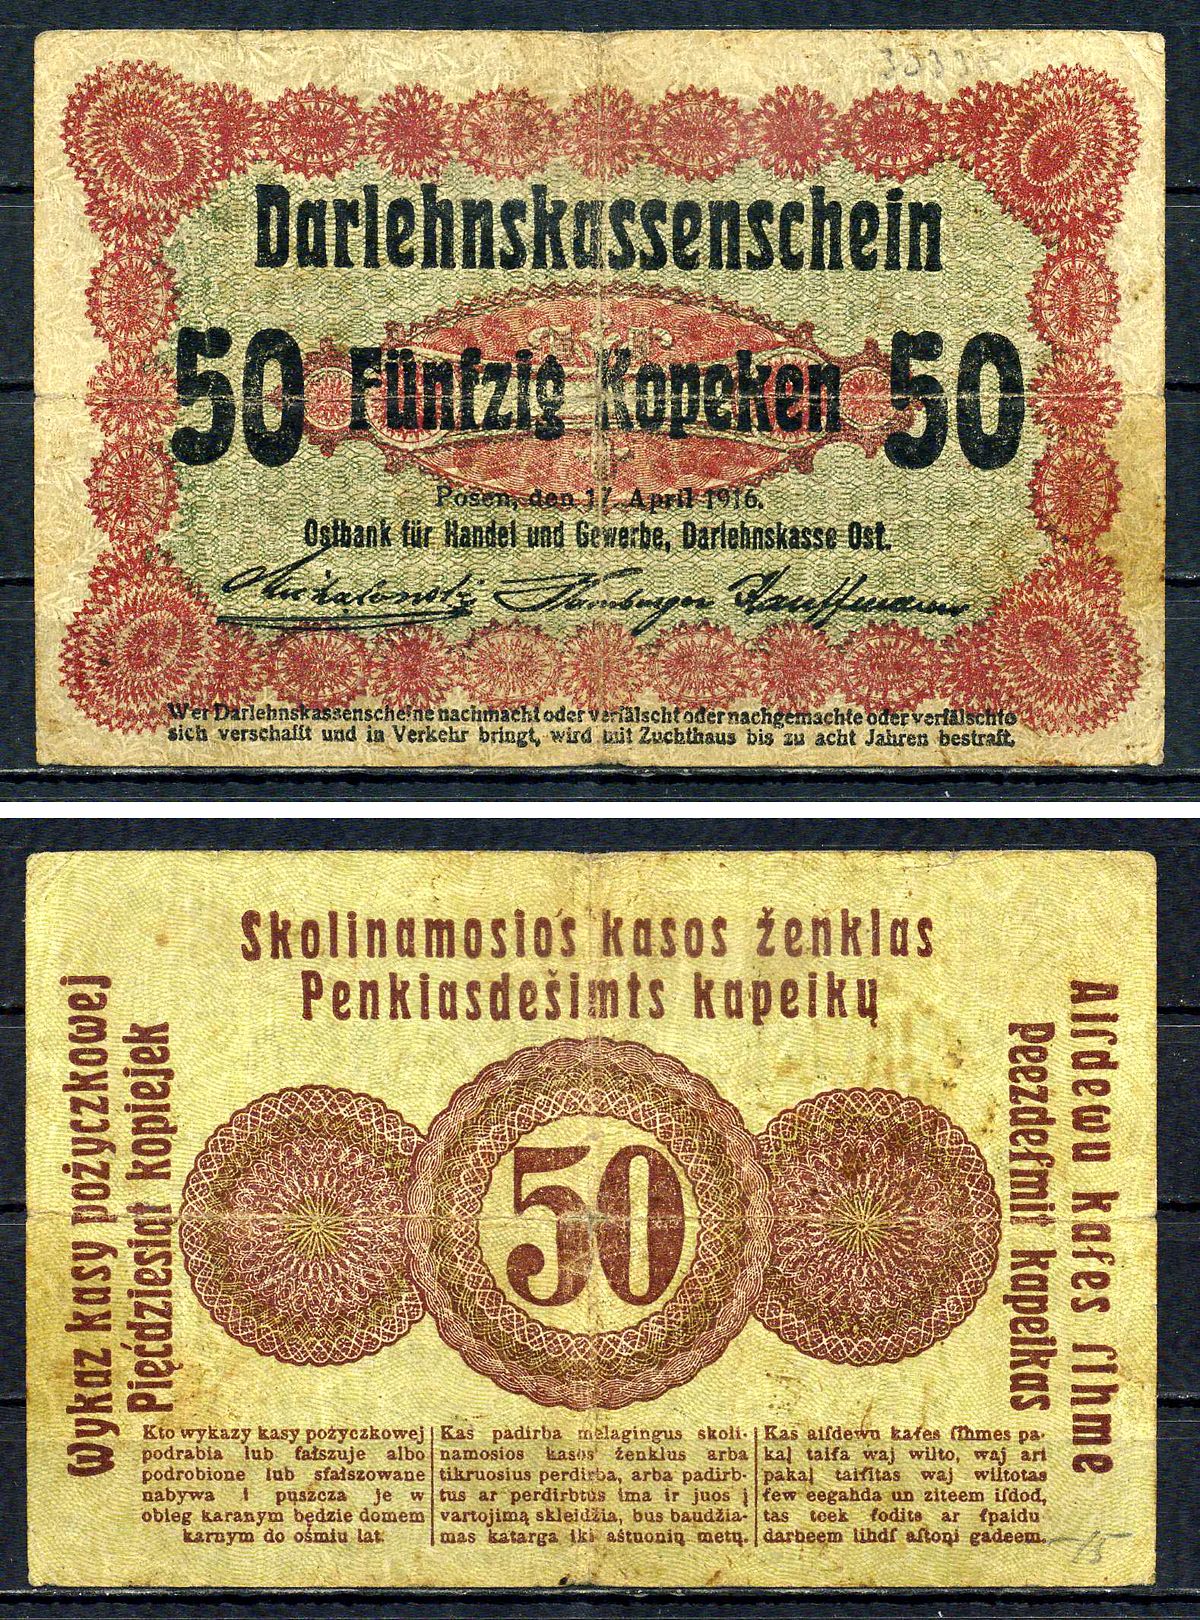 Darlehnskassenschein
50 Fünfzig Kopeken 50
Posen, den 17. April 1916.
Ostbank für Handel und Gewerbe, Darlehnskasse Ost.
Michalowski Hamburger Kauffmann
Wer Darlehnskassenscheine nachmacht oder verfälscht oder nachgemachte oder verfälschte
sich verschafft und in Verkehr bringt, wird mit Zuchthaus bis zu acht Jahren bestraft.
Skolinamosios kasos ženklas
Penkiasdešimts kapeikų
Wykaz kasy pożyczkowej
Pięćdziesiat kopiejek
50
Aiſdewu kaſes ſihme
peezdeſmit kapeikas
Kto wykazy kasy pożyczkowej
podrabia lub fałszuje albo
podrobione lub sfałszowane
nabywa i puszcza je w
obieg karanym będzie domem
karnym do ośmiu lat.
Kas padirba melagingus skoli-
namosios kasos ženklus arba
tikruosius perdirba, arba padirb-
tus ar perdirbtus ima ir juos į
vartojimą skleidžia, bus baudžia-
mas katarga iki aštuonių metų.
Kas aiſdewu kaſes ſihmes pa-
kaļ taiſa waj wilto, waj ari
pakaļ taiſitas waj wiltotas
ſew eegahda un ziteem iſdod,
tas teek ſodits ar ſpaidu
darbeem lihdſ aſtoņi gadeem.